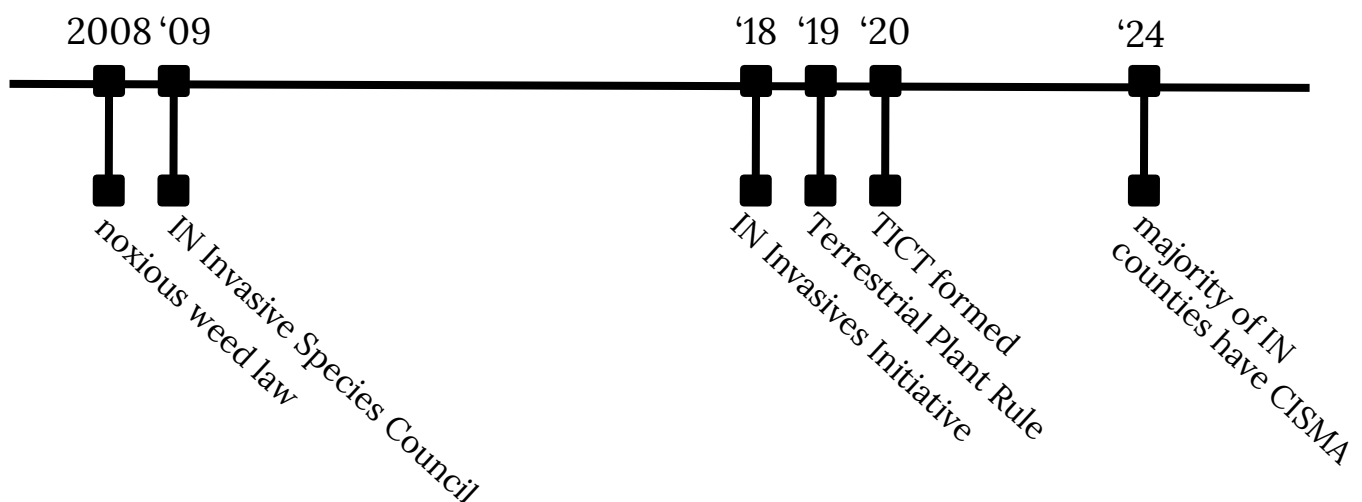 2008
‘09
‘18
‘19
‘20
‘24
noxious weed law
IN Invasive Species Council
IN Invasives Initiative
Terrestrial Plant Rule
TICT formed
majority of IN
counties have CISMA